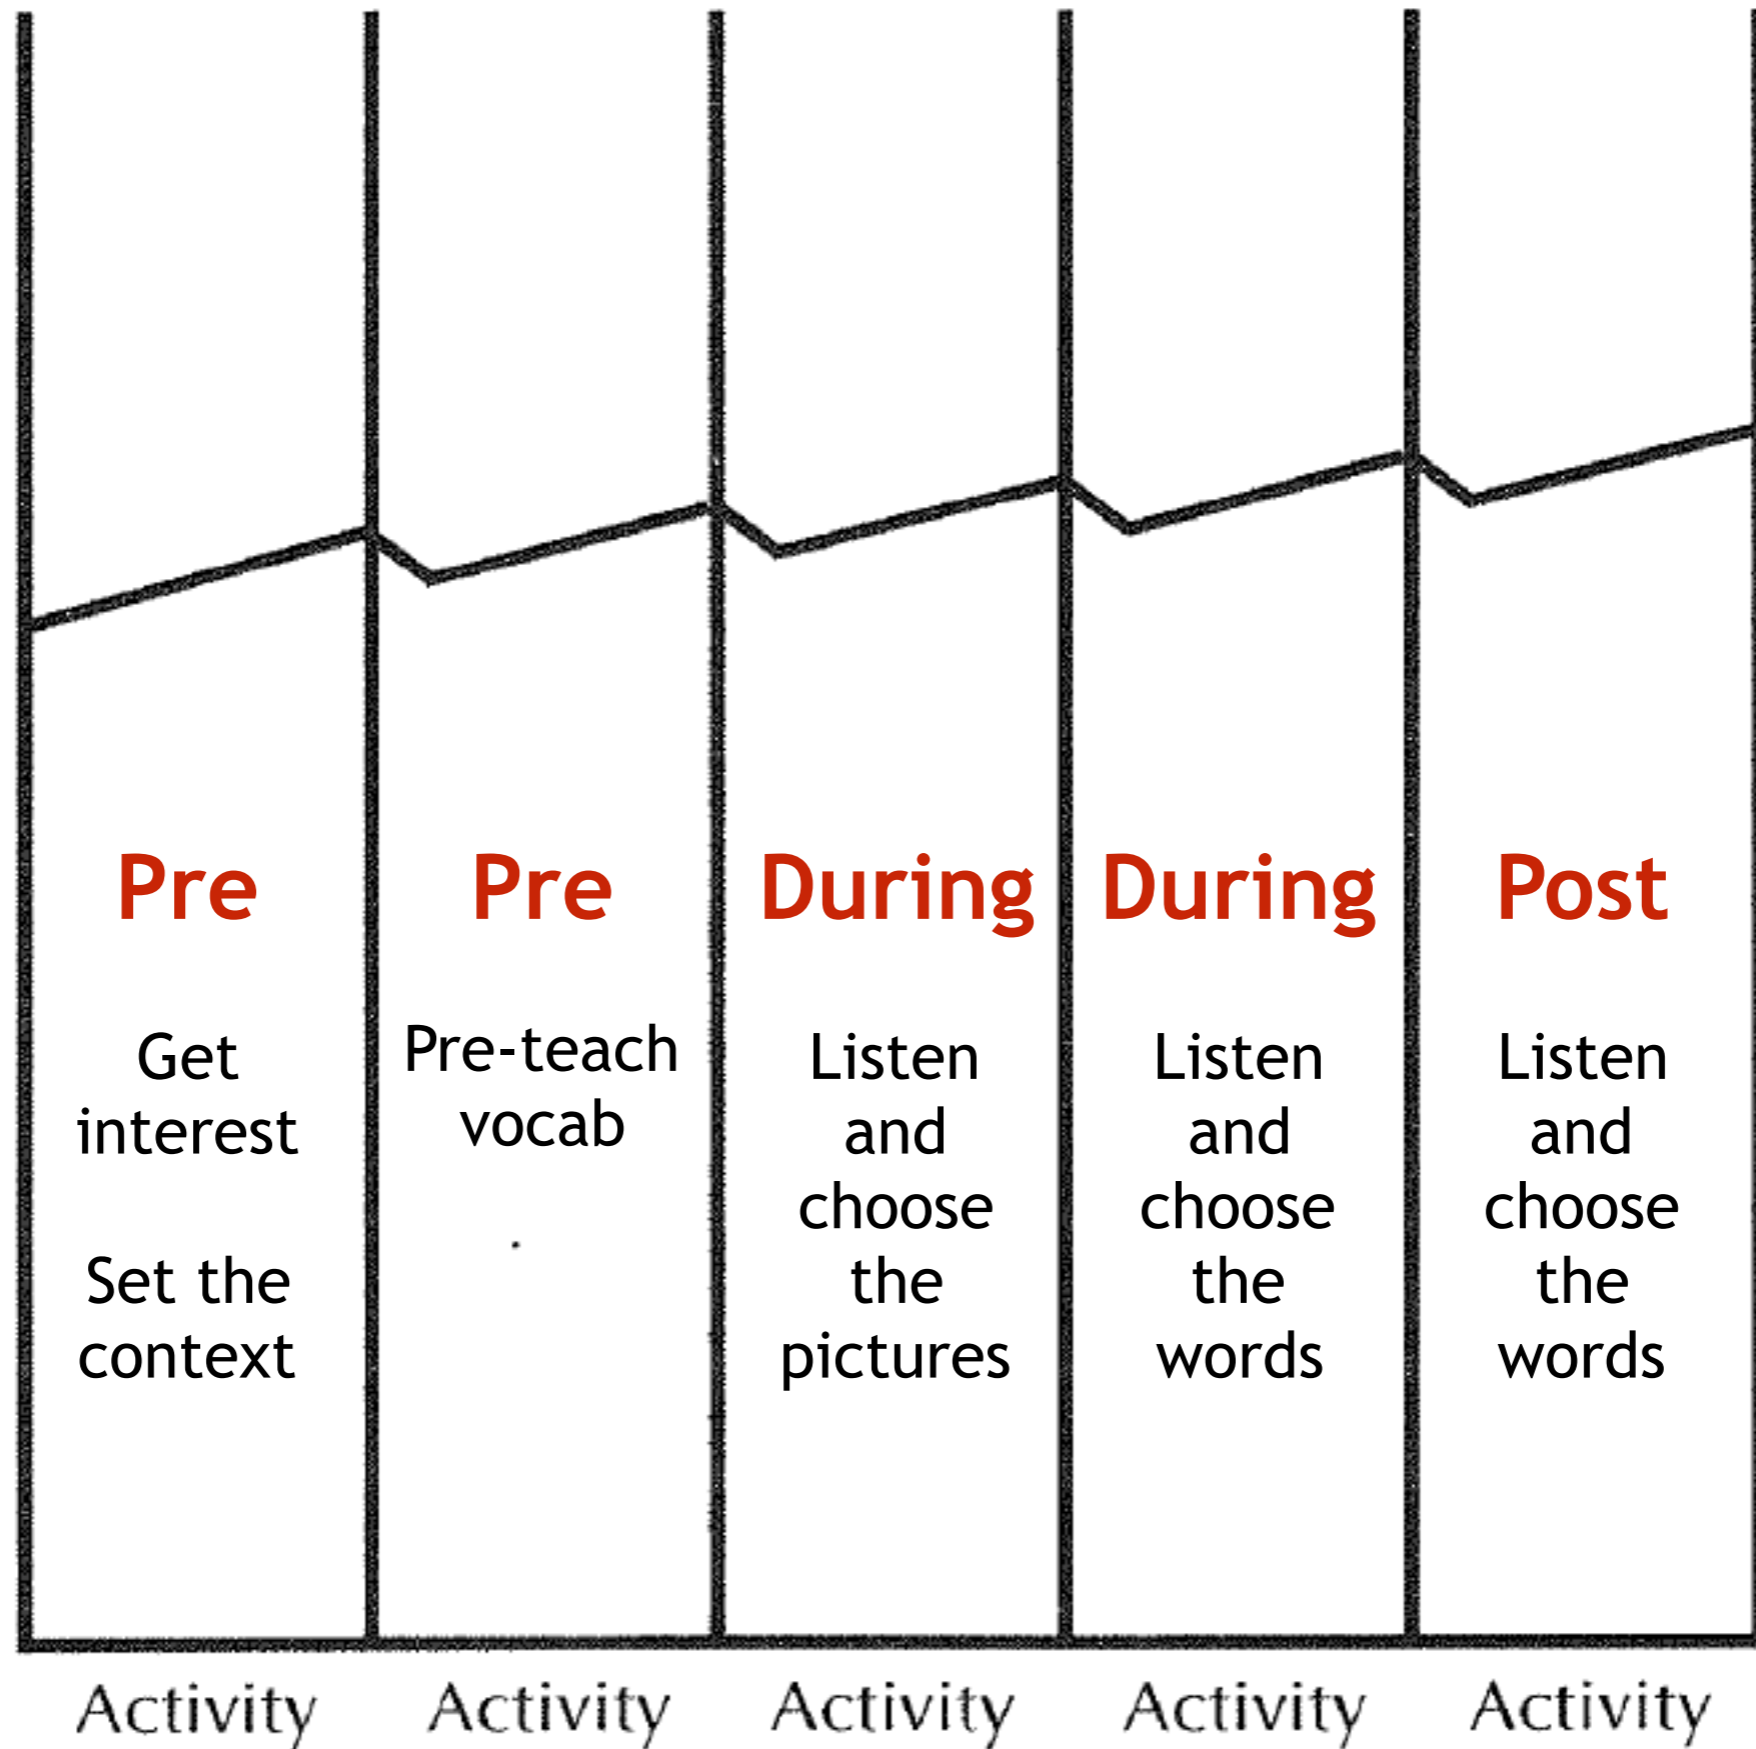 Pre
Get
interest
Set the
context
Pre
Pre-teach
vocab
During
Listen
and
choose
the
pictures
During
Listen
and
choose
the
words
Post
Listen
and
choose
the
words
Activity
Activity
Activity
Activity
Activity